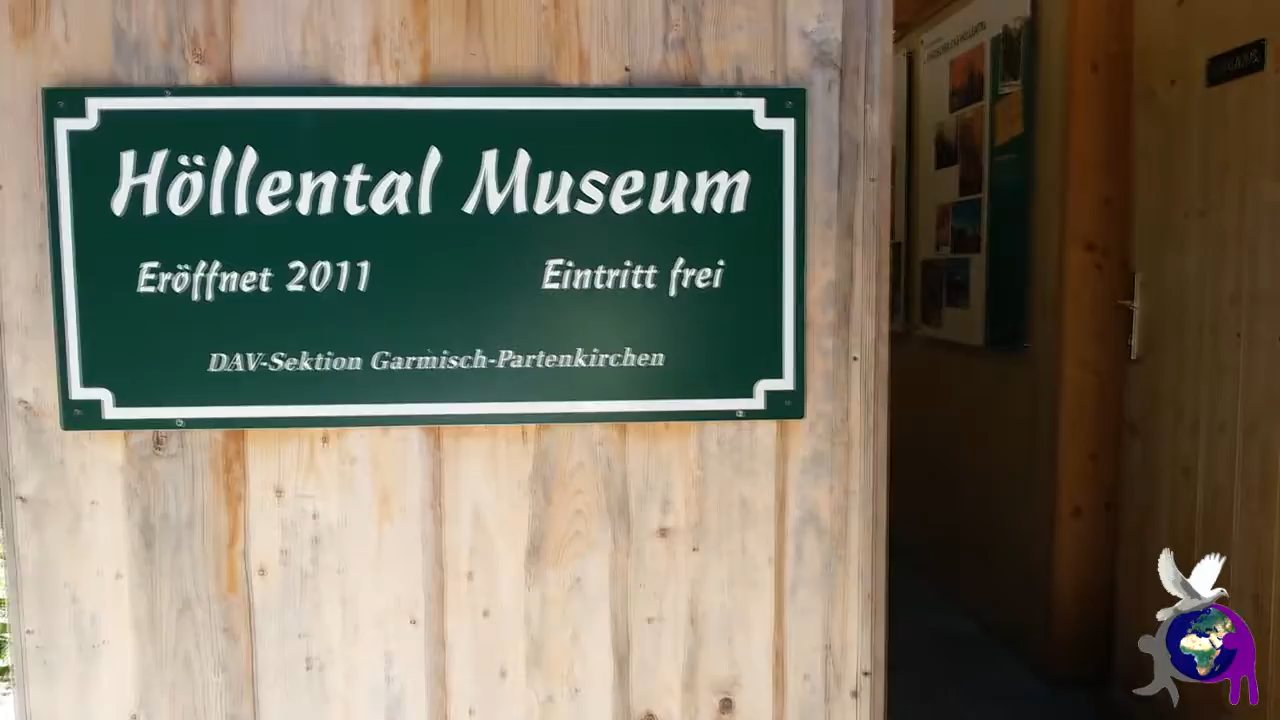 Höllental Museum
Eröffnet 2011 Eintritt frei
DAV-Sektion Garmisch-Partenkirchen